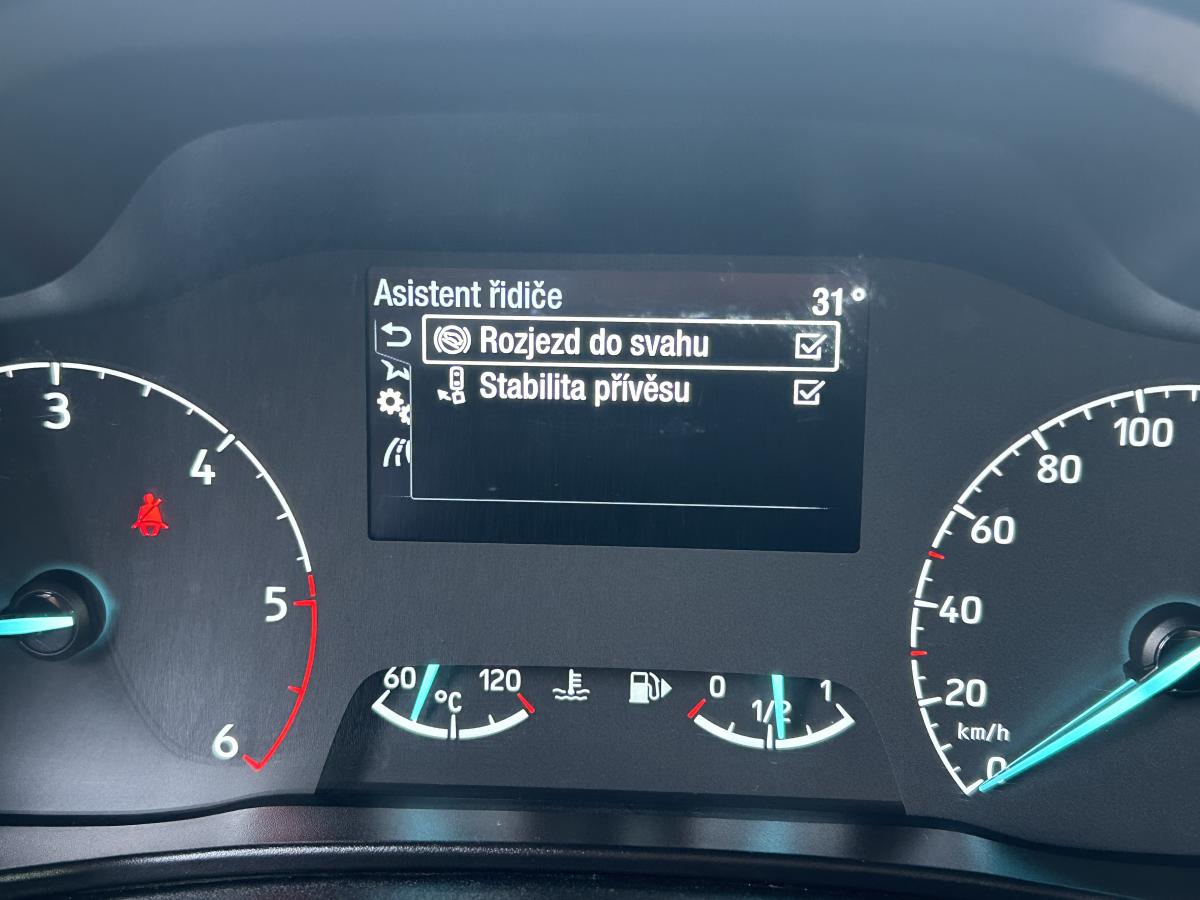 Asistent řidiče 31°
Rozjezd do svahu
Stabilita přívěsu
3
4
5
6
60 120
°C
0 1/2 1
100
80
60
40
20
km/h
0